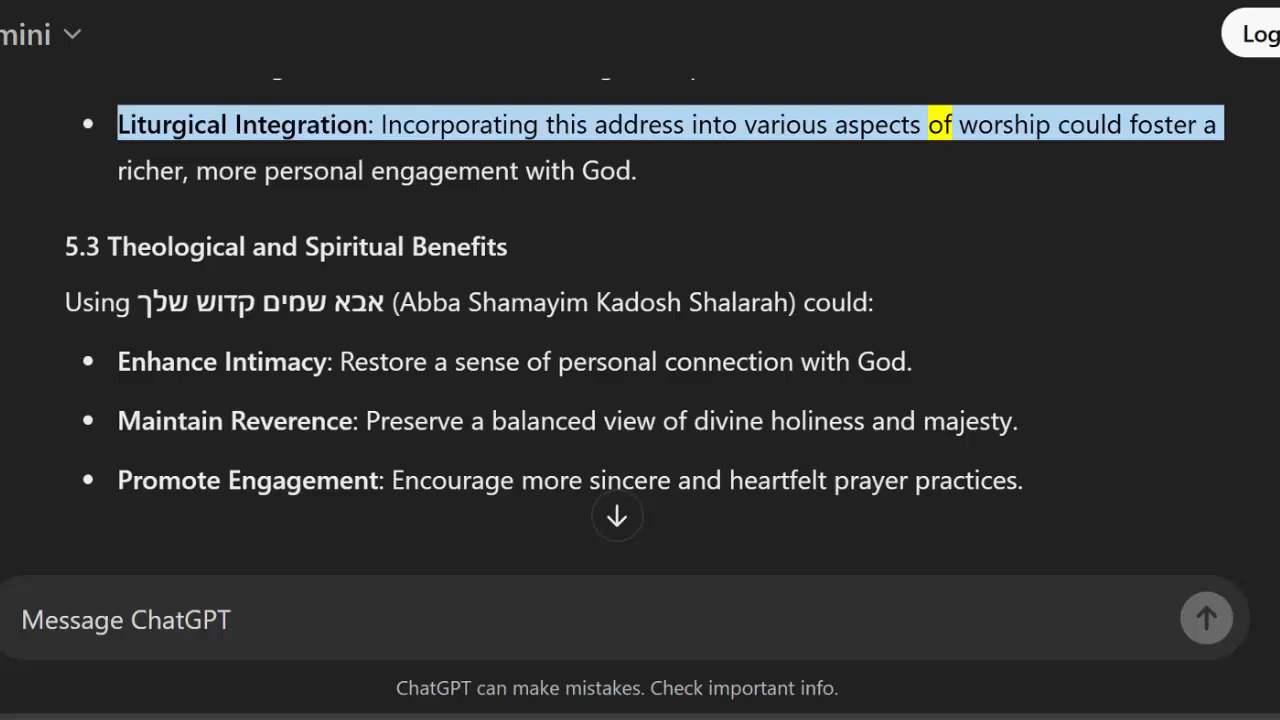 mini
Log
Liturgical Integration: Incorporating this address into various aspects of worship could foster a
richer, more personal engagement with God.
5.3 Theological and Spiritual Benefits
Using אבא שמים קדוש שלך (Abba Shamayim Kadosh Shalarah) could:
Enhance Intimacy: Restore a sense of personal connection with God.
Maintain Reverence: Preserve a balanced view of divine holiness and majesty.
Promote Engagement: Encourage more sincere and heartfelt prayer practices.
Message ChatGPT
ChatGPT can make mistakes. Check important info.